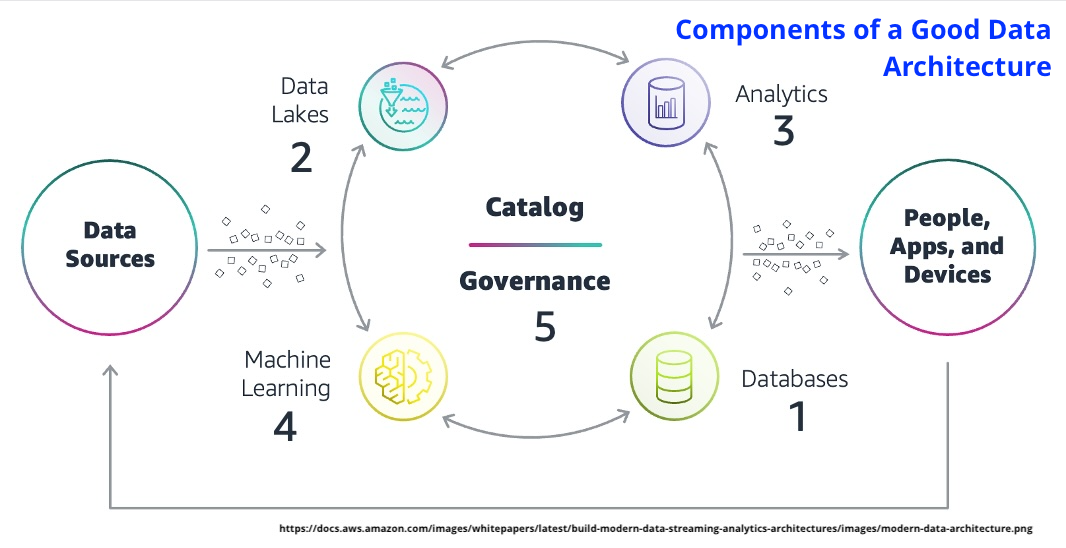 Components of a Good Data
Architecture
Data
Lakes
2
Analytics
3
Data
Sources
Catalog
Governance
5
People,
Apps, and
Devices
Machine
Learning
4
Databases
1
https://docs.aws.amazon.com/images/whitepapers/latest/build-modern-data-streaming-analytics-architectures/images/modern-data-architecture.png